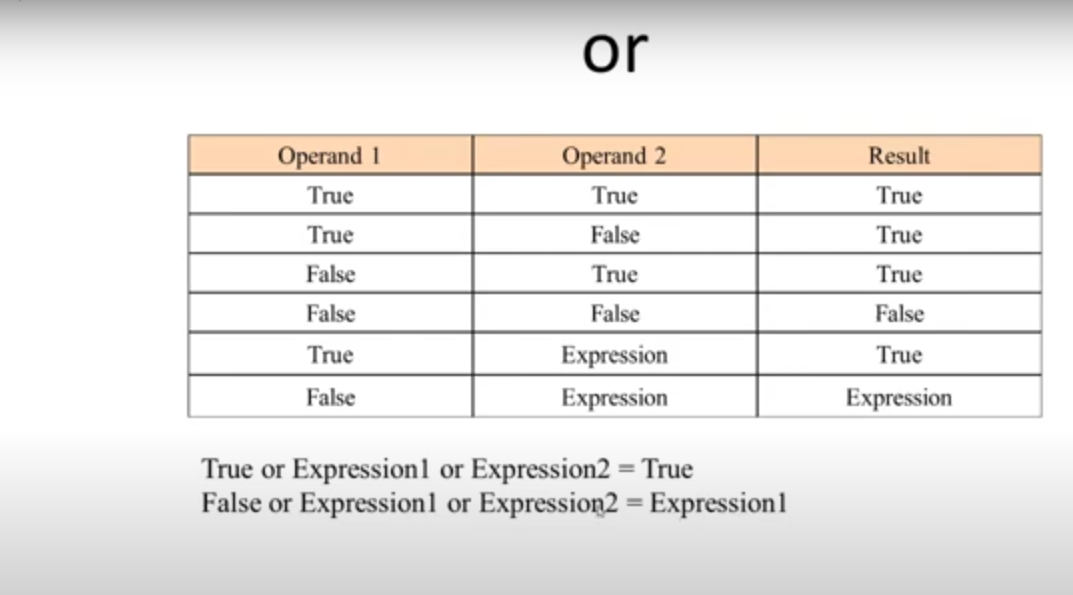 or
Operand 1 Operand 2 Result
True True True
True False True
False True True
False False False
True Expression True
False Expression Expression
True or Expression1 or Expression2 = True
False or Expression1 or Expression2 = Expression1